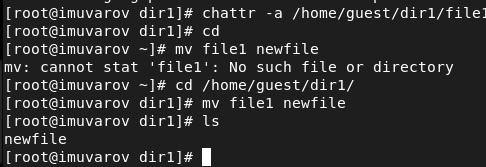 [root@imuvarov dir1]# chattr -a /home/guest/dir1/file1
[root@imuvarov dir1]# cd
[root@imuvarov ~]# mv file1 newfile
mv: cannot stat 'file1': No such file or directory
[root@imuvarov ~]# cd /home/guest/dir1/
[root@imuvarov dir1]# mv file1 newfile
[root@imuvarov dir1]# ls
newfile
[root@imuvarov dir1]#